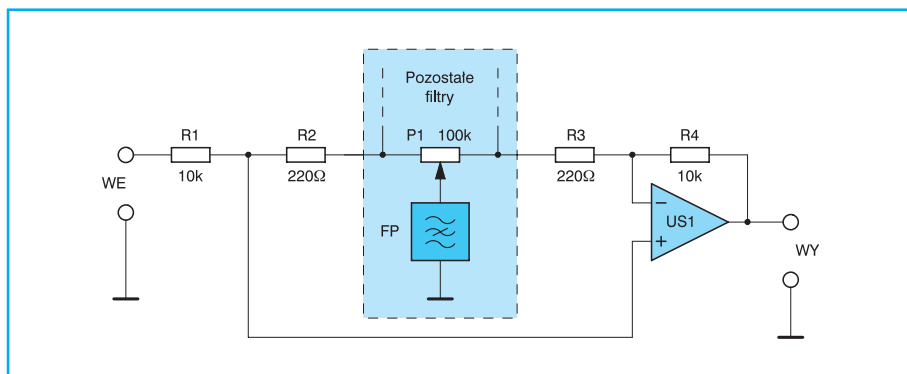 Pozostałe
filtry
R1
10k
R2
220Ω
P1 100k
R3
220Ω
R4
10k
WE
FP
−
+
US1
WY